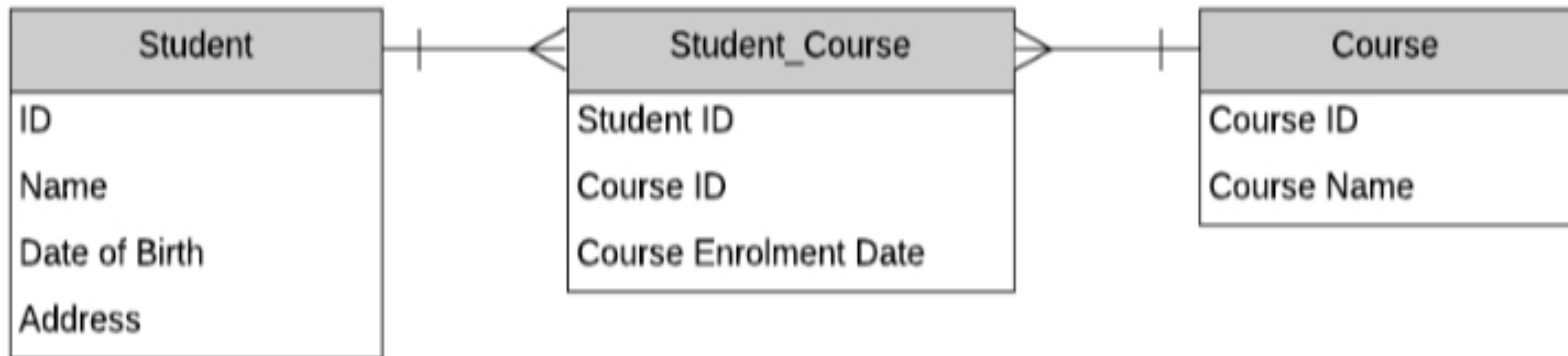 Student
ID
Name
Date of Birth
Address
Student_Course
Student ID
Course ID
Course Enrolment Date
Course
Course ID
Course Name